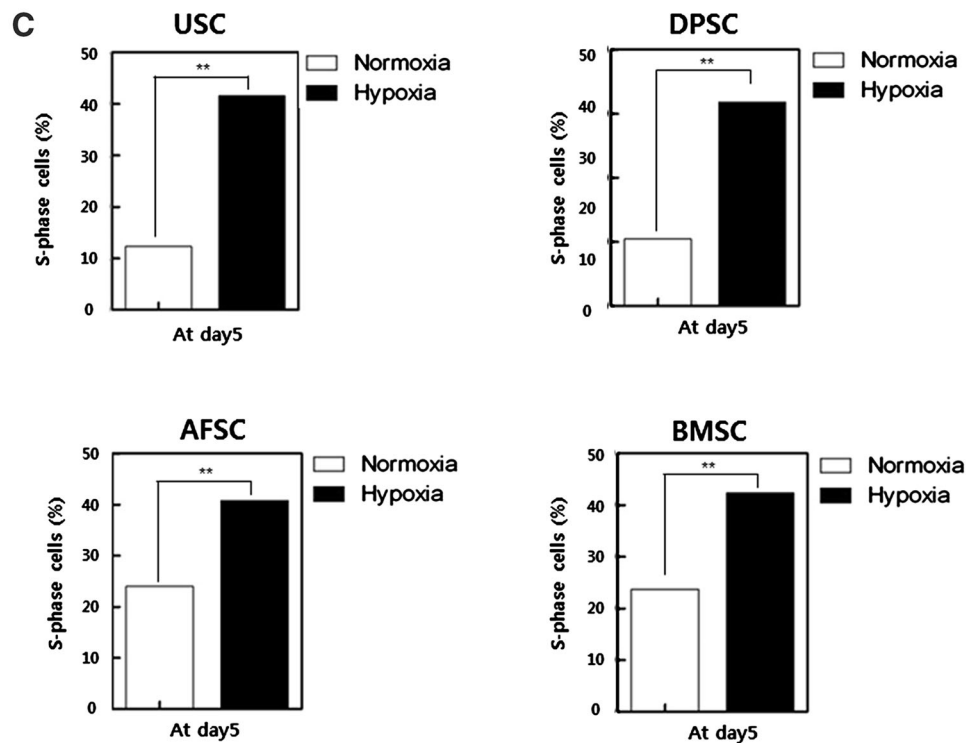 C
USC
50
40
30
20
10
0
S-phase cells (%)
**
Normoxia
Hypoxia
At day5
DPSC
50
40
30
20
10
0
S-phase cells (%)
**
Normoxia
Hypoxia
At day5
AFSC
50
40
30
20
10
0
S-phase cells (%)
**
Normoxia
Hypoxia
At day5
BMSC
50
40
30
20
10
0
S-phase cells (%)
**
Normoxia
Hypoxia
At day5